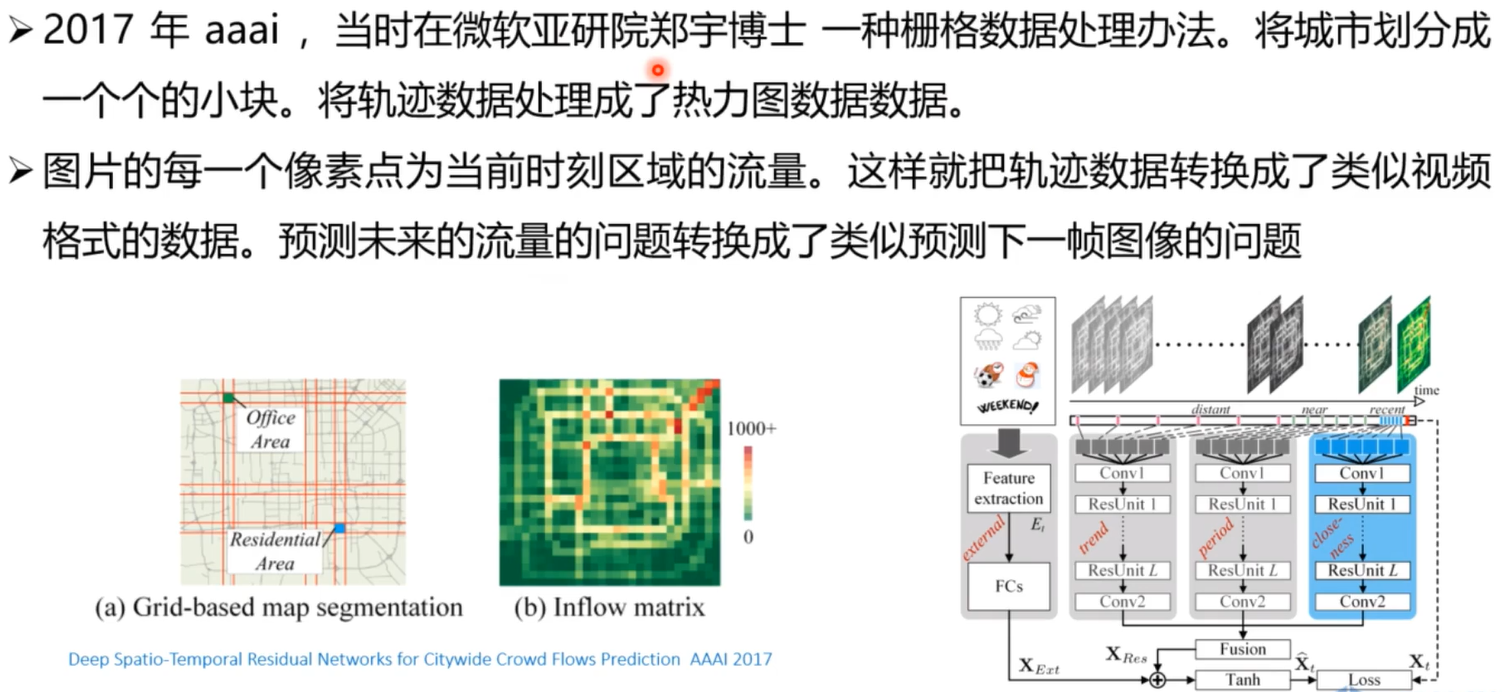 ➢ 2017 年 aaai ，当时在微软亚研院郑宇博士 一种栅格数据处理办法。将城市划分成
一个个的小块。将轨迹数据处理成了热力图数据数据。
➢ 图片的每一个像素点为当前时刻区域的流量。这样就把轨迹数据转换成了类似视频
格式的数据。预测未来的流量的问题转换成了类似预测下一帧图像的问题
Office
Area
Residential
Area
(a) Grid-based map segmentation
1000+
0
(b) Inflow matrix
Deep Spatio-Temporal Residual Networks for Citywide Crowd Flows Prediction AAAI 2017
WEEKEND!
time
distant near recent
Feature
extraction
external
E_t
FCs
Conv1
ResUnit 1
trend
ResUnit L
Conv2
Conv1
ResUnit 1
period
ResUnit L
Conv2
Conv1
ResUnit 1
close-
ness
ResUnit L
Conv2
Fusion
X_Ext
X_Res
Tanh
X̂_t
Loss
X_t